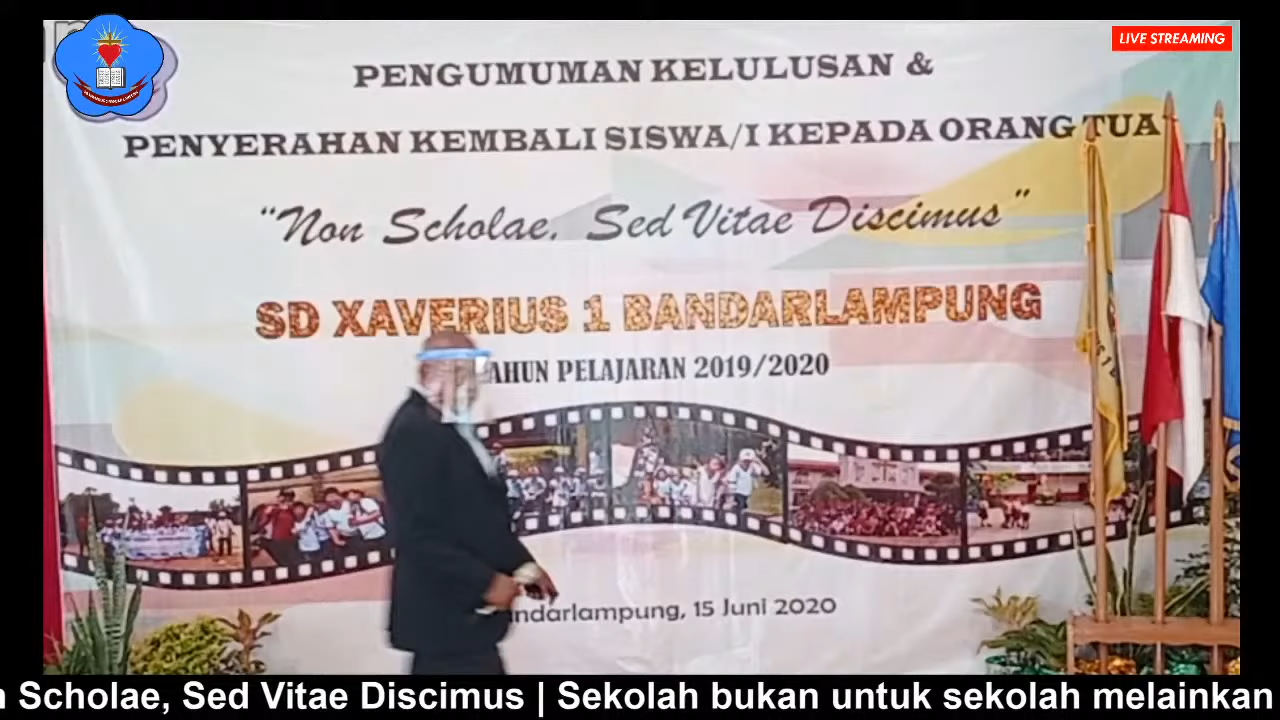 LIVE STREAMING
PENGUMUMAN KELULUSAN &
PENYERAHAN KEMBALI SISWA/I KEPADA ORANG TUA
"Non Scholae, Sed Vitae Discimus"
SD XAVERIUS 1 BANDARLAMPUNG
AHUN PELAJARAN 2019/2020
andarlampung, 15 Juni 2020
Scholae, Sed Vitae Discimus | Sekolah bukan untuk sekolah melainkan